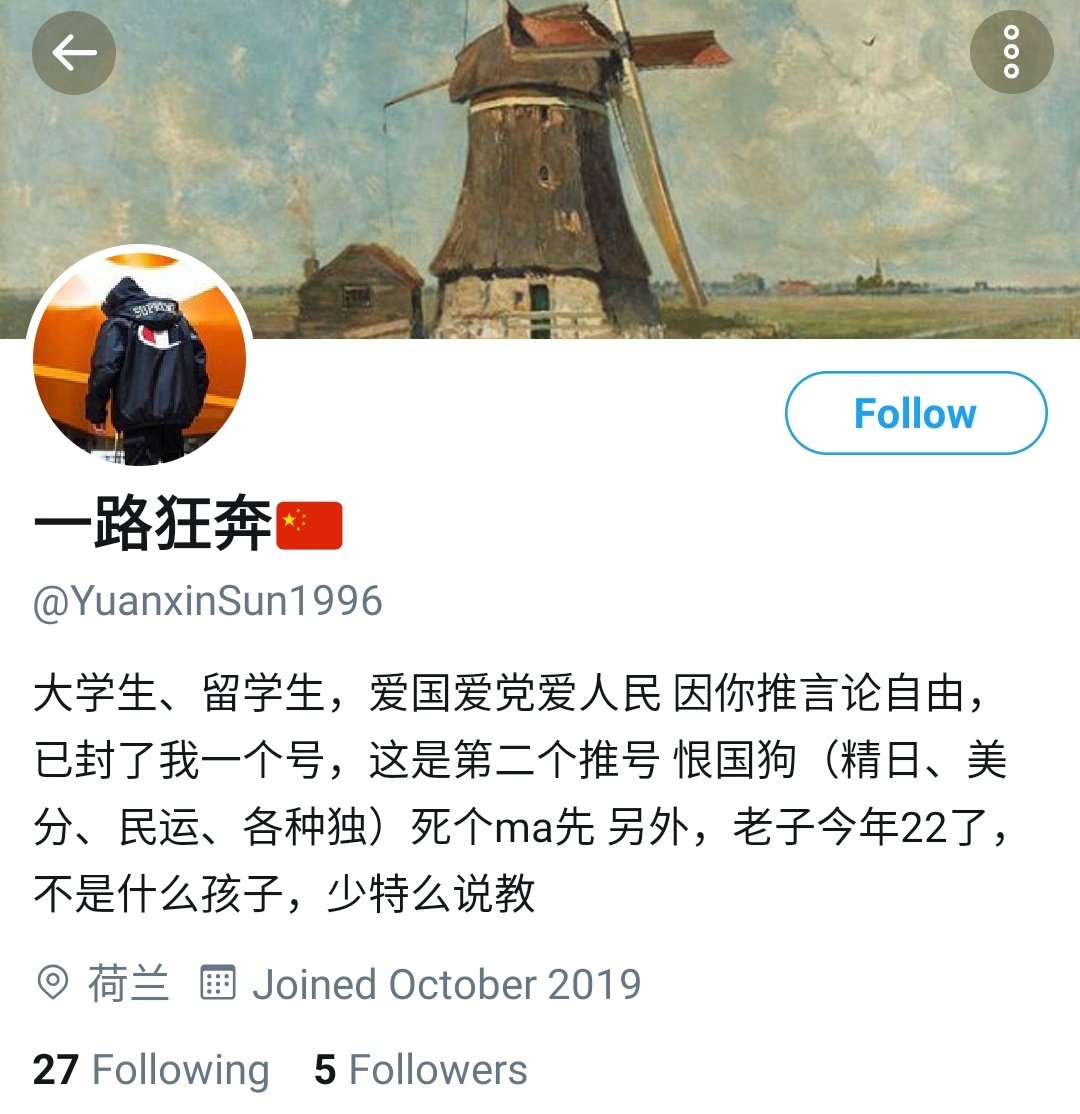 SUPREME
Follow
一路狂奔🇨🇳
@YuanxinSun1996
大学生、留学生，爱国爱党爱人民 因你推言论自由，
已封了我一个号，这是第二个推号 恨国狗（精日、美
分、民运、各种独）死个ma先 另外，老子今年22了，
不是什么孩子，少特么说教
荷兰 Joined October 2019
27 Following 5 Followers